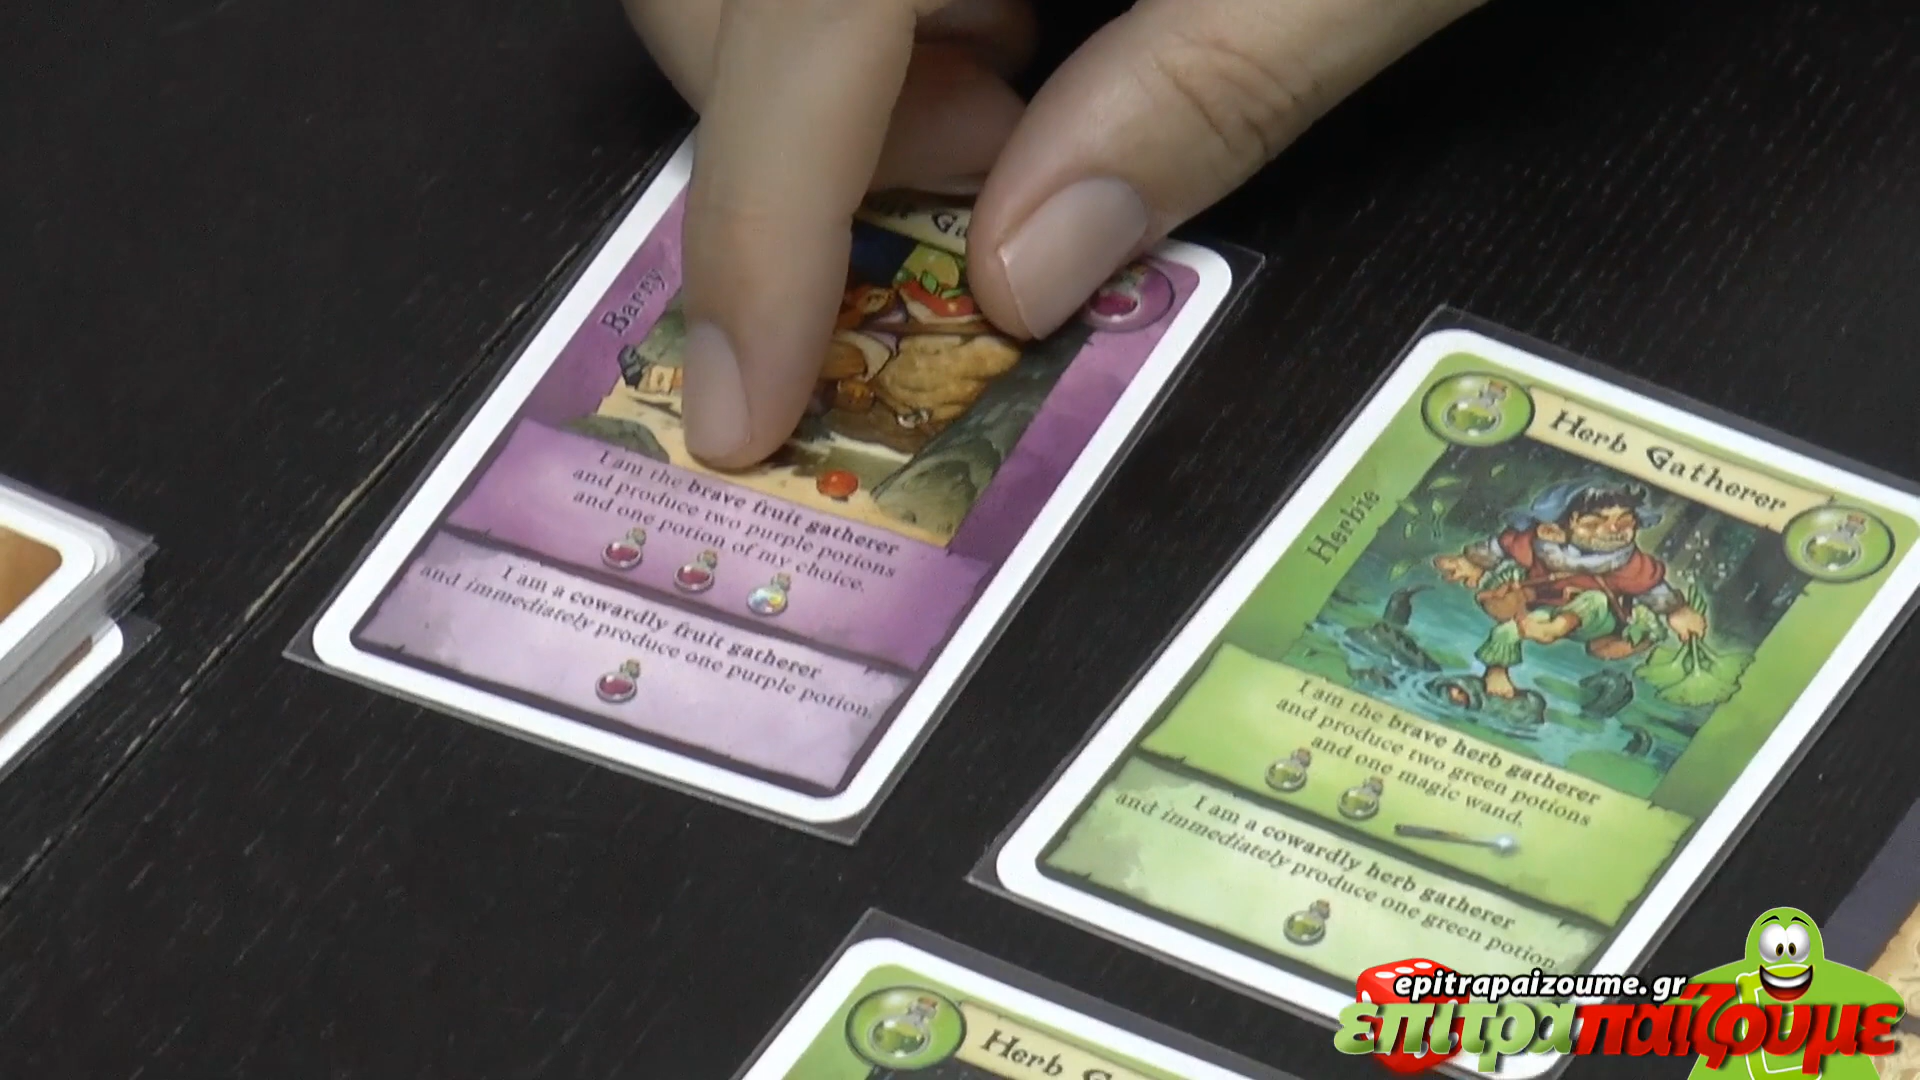 Barry
I am the brave fruit gatherer
and produce two purple potions
and one potion of my choice.
I am a cowardly fruit gatherer
and immediately produce one purple potion.
Herb Gatherer
Herbie
I am the brave herb gatherer
and produce two green potions
and one magic wand.
I am a cowardly herb gatherer
and immediately produce one green potion.
Herb
epitrapaizoume.gr
επιτραπαίζουμε